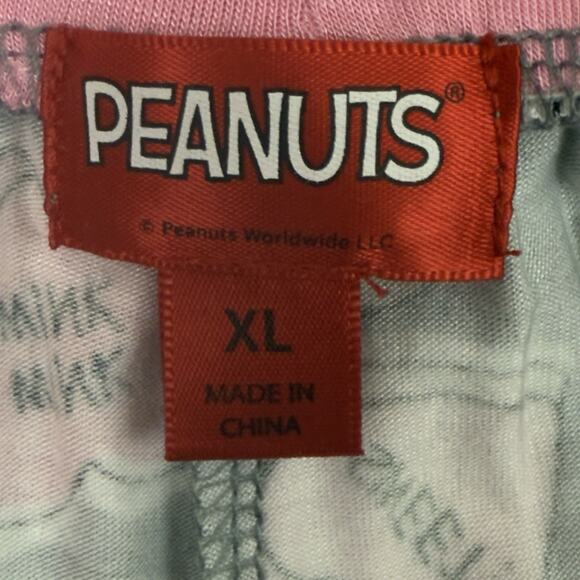 PEANUTS®
© Peanuts Worldwide LLC
XL
MADE IN
CHINA